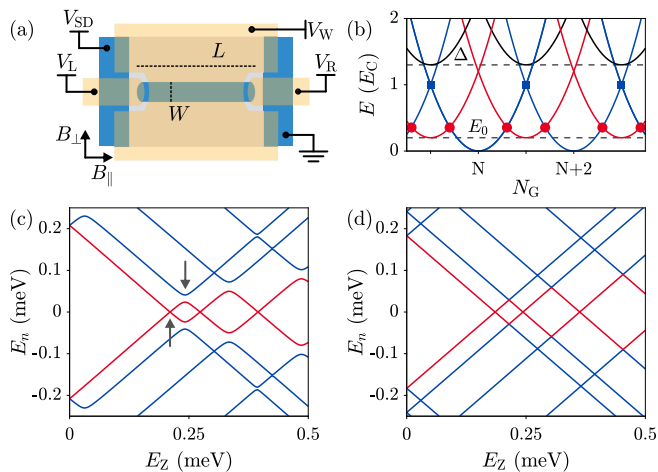 (a)
V_SD
V_W
L
V_L
V_R
W
B_⊥
B_∥
(b)
2
1
0
E (E_C)
Δ
E_0
N
N+2
N_G
(c)
0.2
0.1
0
-0.1
-0.2
E_n (meV)
0
0.25
0.5
E_Z (meV)
(d)
0.2
0.1
0
-0.1
-0.2
E_n (meV)
0
0.25
0.5
E_Z (meV)